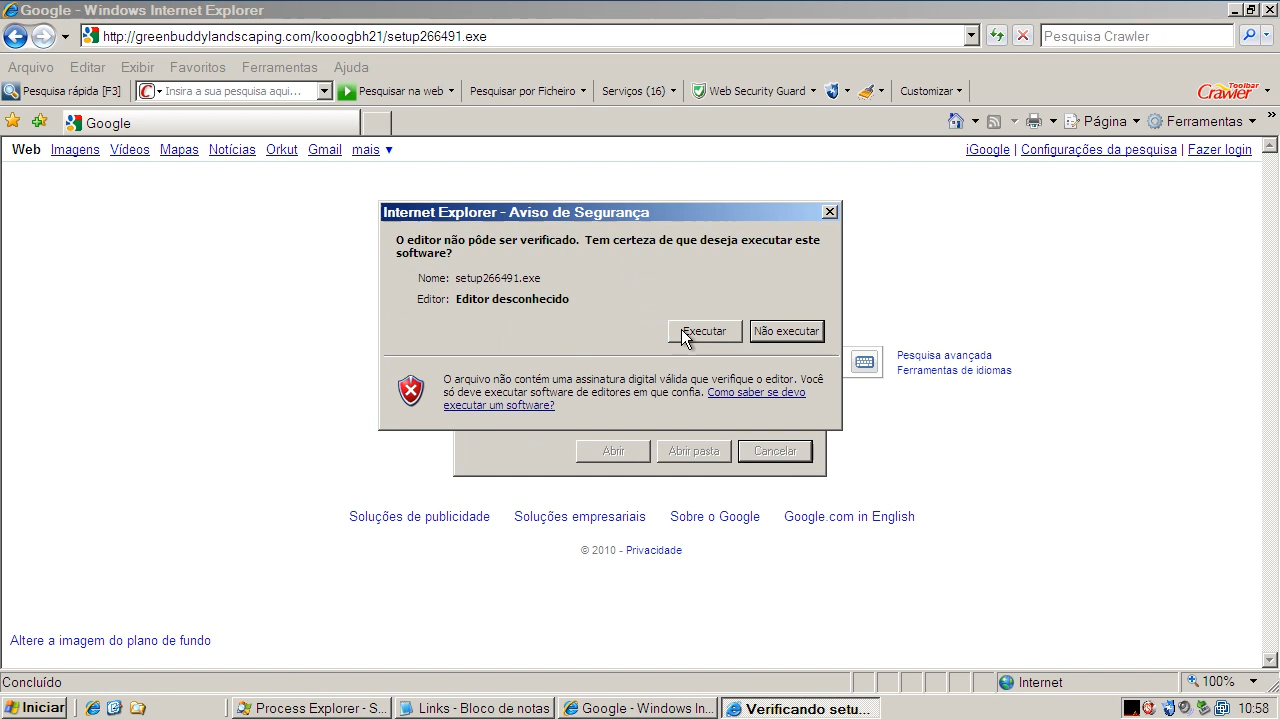 Google - Windows Internet Explorer
http://greenbuddylandscaping.com/kooogbh21/setup266491.exe
Pesquisa Crawler
Arquivo Editar Exibir Favoritos Ferramentas Ajuda
Pesquisa rápida [F3] C Insira a sua pesquisa aqui... Pesquisar na web Pesquisar por Ficheiro Serviços (16) Web Security Guard Customizar Crawler Toolbar
Google Página Ferramentas »
Web Imagens Vídeos Mapas Notícias Orkut Gmail mais ▼ iGoogle | Configurações da pesquisa | Fazer login
Internet Explorer - Aviso de Segurança
O editor não pôde ser verificado. Tem certeza de que deseja executar este
software?
Nome: setup266491.exe
Editor: Editor desconhecido
Executar Não executar
Pesquisa avançada
Ferramentas de idiomas
O arquivo não contém uma assinatura digital válida que verifique o editor. Você
só deve executar software de editores em que confia. Como saber se devo
executar um software?
Abrir Abrir pasta Cancelar
Soluções de publicidade Soluções empresariais Sobre o Google Google.com in English
© 2010 - Privacidade
Altere a imagem do plano de fundo
Concluído Internet 100%
Iniciar Process Explorer - S... Links - Bloco de notas Google - Windows In... Verificando setu... 10:58